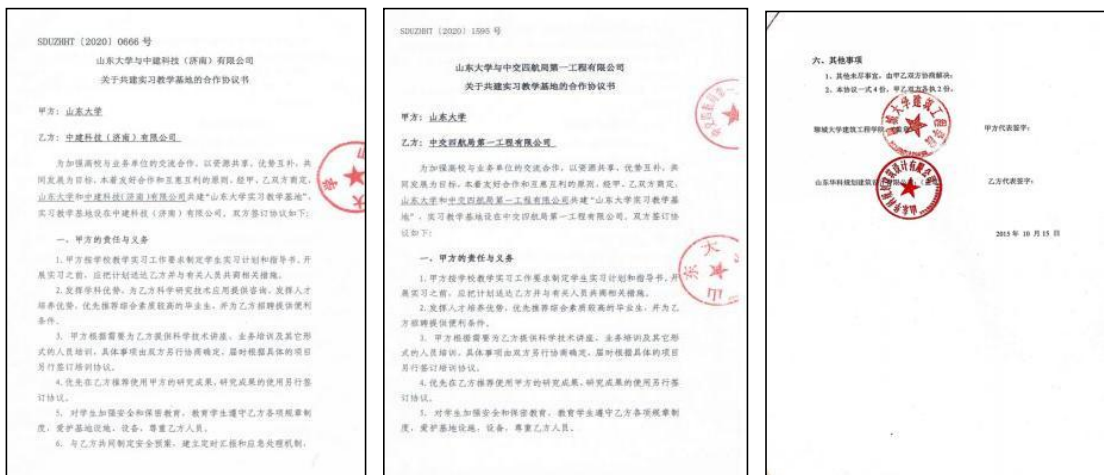 SDUZHHT〔2020〕0666 号
山东大学与中建科技（济南）有限公司
关于共建实习教学基地的合作协议书
甲方：山东大学
乙方：中建科技（济南）有限公司
为加强高校与业务单位的交流合作，以资源共享、优势互补、共
同发展为目标，本着友好合作和互惠互利的原则，经甲、乙双方商定，
山东大学和中建科技(济南)有限公司共建“山东大学实习教学基地”，
实习教学基地设在中建科技（济南）有限公司，双方签订协议如下：
一、甲方的责任与义务
1.甲方按学校教学实习工作要求制定学生实习计划和指导书，开
展实习之前，应把计划送达乙方并与有关人员共商相关措施。
2.发挥学科优势，为乙方科学研究技术应用提供咨询，发挥人才
培养优势，优先推荐综合素质较高的毕业生，并为乙方招聘提供便利
条件。
3. 甲方根据需要为乙方提供科学技术讲座、业务培训及其它形
式的人员培训，具体事项由双方另行协商确定，届时根据具体的项目
另行签订培训协议。
4.优先在乙方推荐使用甲方的研究成果，研究成果的使用另行签
订协议。
5. 对学生加强安全和保密教育，教育学生遵守乙方各项规章制
度，爱护基地设施、设备，尊重乙方人员。
6. 与乙方共同制定安全预案，建立定时汇报和应急处理机制，
SDUZHHT〔2020〕1595 号
山东大学与中交四航局第一工程有限公司
关于共建实习教学基地的合作协议书
甲方：山东大学
乙方：中交四航局第一工程有限公司
为加强高校与业务单位的交流合作，以资源共享、优势互补、共
同发展为目标，本着友好合作和互惠互利的原则，经甲、乙双方商定，
山东大学和中交四航局第一工程有限公司共建“山东大学实习教学基
地”，实习教学基地设在中交四航局第一工程有限公司，双方签订协
议如下：
一、甲方的责任与义务
1.甲方按学校教学实习工作要求制定学生实习计划和指导书，开
展实习之前，应把计划送达乙方并与有关人员共商相关措施。
2.发挥人才培养优势，优先推荐综合素质较高的毕业生，并为乙
方招聘提供便利条件。
3. 甲方根据需要为乙方提供科学技术讲座、业务培训及其它形
式的人员培训，具体事项由双方另行协商确定，届时根据具体的项目
另行签订培训协议。
4.优先在乙方推荐使用甲方的研究成果，研究成果的使用另行签
订协议。
5. 对学生加强安全和保密教育，教育学生遵守乙方各项规章制
度，爱护基地设施、设备，尊重乙方人员。
六、其他事项
1、其他未尽事宜，由甲乙双方协商解决；
2、本协议一式 4 份，甲乙双方各执 2 份。
聊城大学建筑工程学院
甲方代表签字：
山东华科规划建筑设计有限公司
乙方代表签字：
2015 年 10 月 15 日